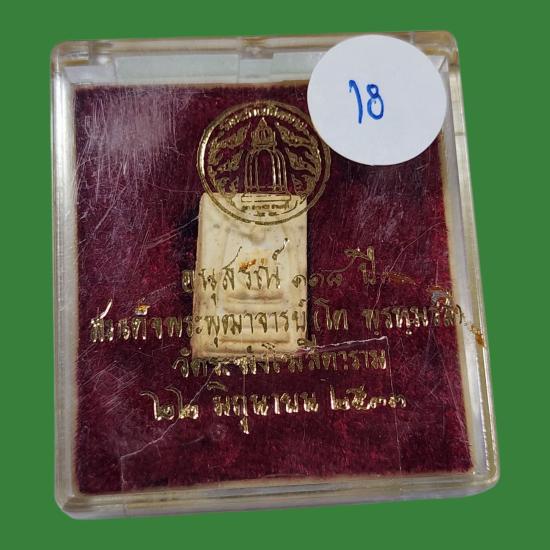 18
อนุสรณ์ ๑๑๘ ปี
สมเด็จพระพุฒาจารย์ (โต พฺรหฺมรํสี)
วัดระฆังโฆสิตาราม
๒๒ มิถุนายน ๒๕๓๓